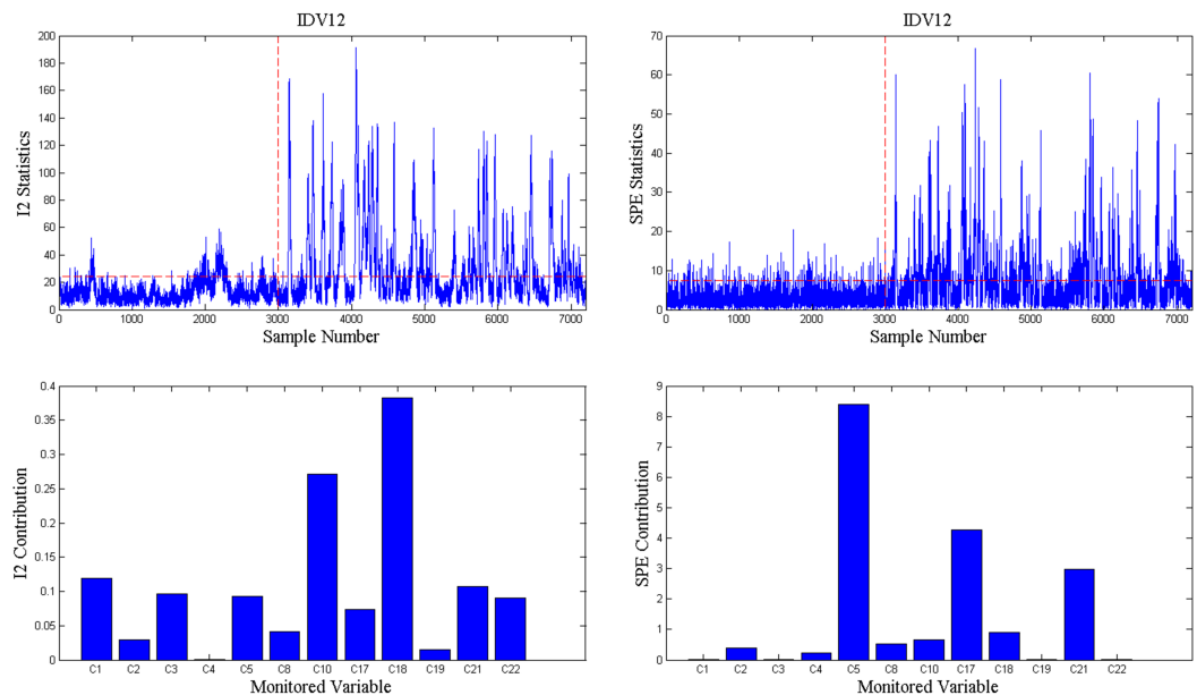 IDV12
200
180
160
140
120
100
80
60
40
20
0
I2 Statistics
0 1000 2000 3000 4000 5000 6000 7000
Sample Number
IDV12
70
60
50
40
30
20
10
0
SPE Statistics
0 1000 2000 3000 4000 5000 6000 7000
Sample Number
0.4
0.35
0.3
0.25
0.2
0.15
0.1
0.05
0
I2 Contribution
C1 C2 C3 C4 C5 C8 C10 C17 C18 C19 C21 C22
Monitored Variable
9
8
7
6
5
4
3
2
1
0
SPE Contribution
C1 C2 C3 C4 C5 C8 C10 C17 C18 C19 C21 C22
Monitored Variable